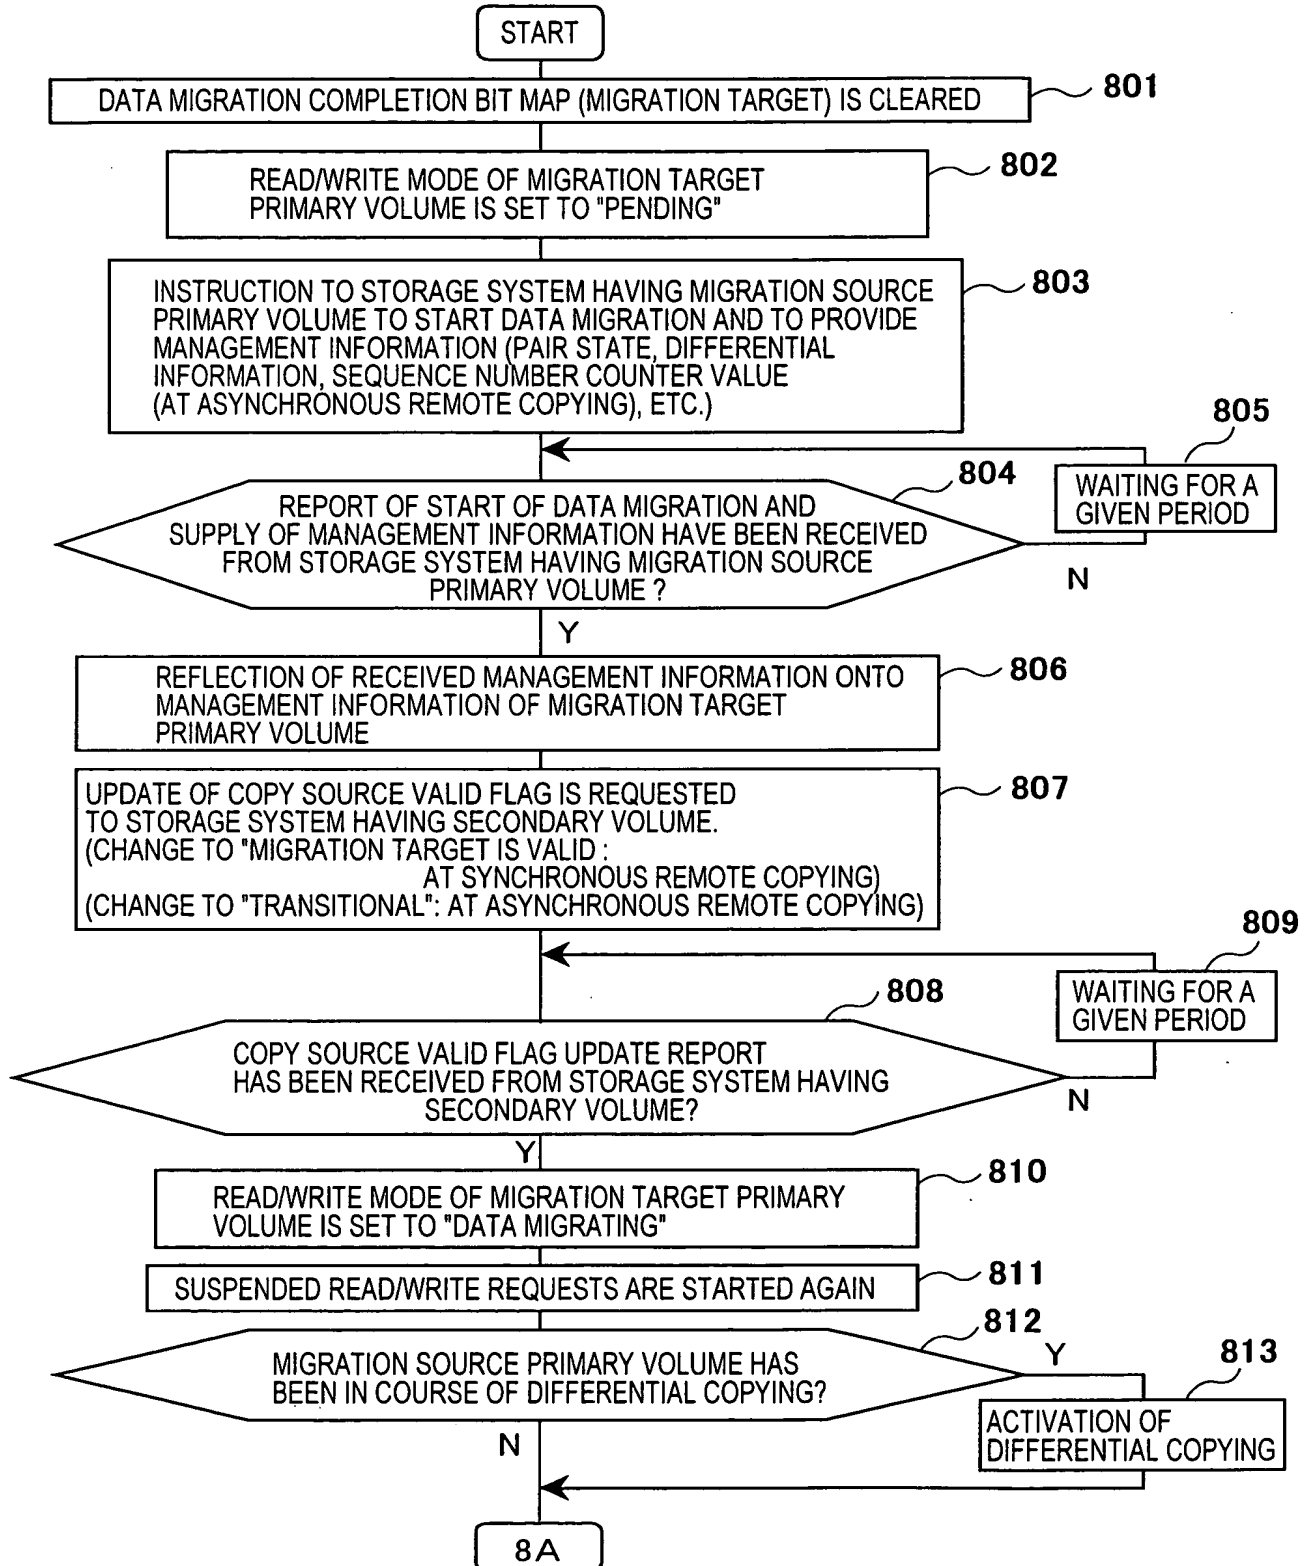 START
DATA MIGRATION COMPLETION BIT MAP (MIGRATION TARGET) IS CLEARED
801
READ/WRITE MODE OF MIGRATION TARGET
PRIMARY VOLUME IS SET TO "PENDING"
802
INSTRUCTION TO STORAGE SYSTEM HAVING MIGRATION SOURCE
PRIMARY VOLUME TO START DATA MIGRATION AND TO PROVIDE
MANAGEMENT INFORMATION (PAIR STATE, DIFFERENTIAL
INFORMATION, SEQUENCE NUMBER COUNTER VALUE
(AT ASYNCHRONOUS REMOTE COPYING), ETC.)
803
REPORT OF START OF DATA MIGRATION AND
SUPPLY OF MANAGEMENT INFORMATION HAVE BEEN RECEIVED
FROM STORAGE SYSTEM HAVING MIGRATION SOURCE
PRIMARY VOLUME ?
804
N
805
WAITING FOR A
GIVEN PERIOD
Y
REFLECTION OF RECEIVED MANAGEMENT INFORMATION ONTO
MANAGEMENT INFORMATION OF MIGRATION TARGET
PRIMARY VOLUME
806
UPDATE OF COPY SOURCE VALID FLAG IS REQUESTED
TO STORAGE SYSTEM HAVING SECONDARY VOLUME.
(CHANGE TO "MIGRATION TARGET IS VALID :
AT SYNCHRONOUS REMOTE COPYING)
(CHANGE TO "TRANSITIONAL": AT ASYNCHRONOUS REMOTE COPYING)
807
COPY SOURCE VALID FLAG UPDATE REPORT
HAS BEEN RECEIVED FROM STORAGE SYSTEM HAVING
SECONDARY VOLUME?
808
N
809
WAITING FOR A
GIVEN PERIOD
Y
READ/WRITE MODE OF MIGRATION TARGET PRIMARY
VOLUME IS SET TO "DATA MIGRATING"
810
SUSPENDED READ/WRITE REQUESTS ARE STARTED AGAIN
811
MIGRATION SOURCE PRIMARY VOLUME HAS
BEEN IN COURSE OF DIFFERENTIAL COPYING?
812
Y
813
ACTIVATION OF
DIFFERENTIAL COPYING
N
8A